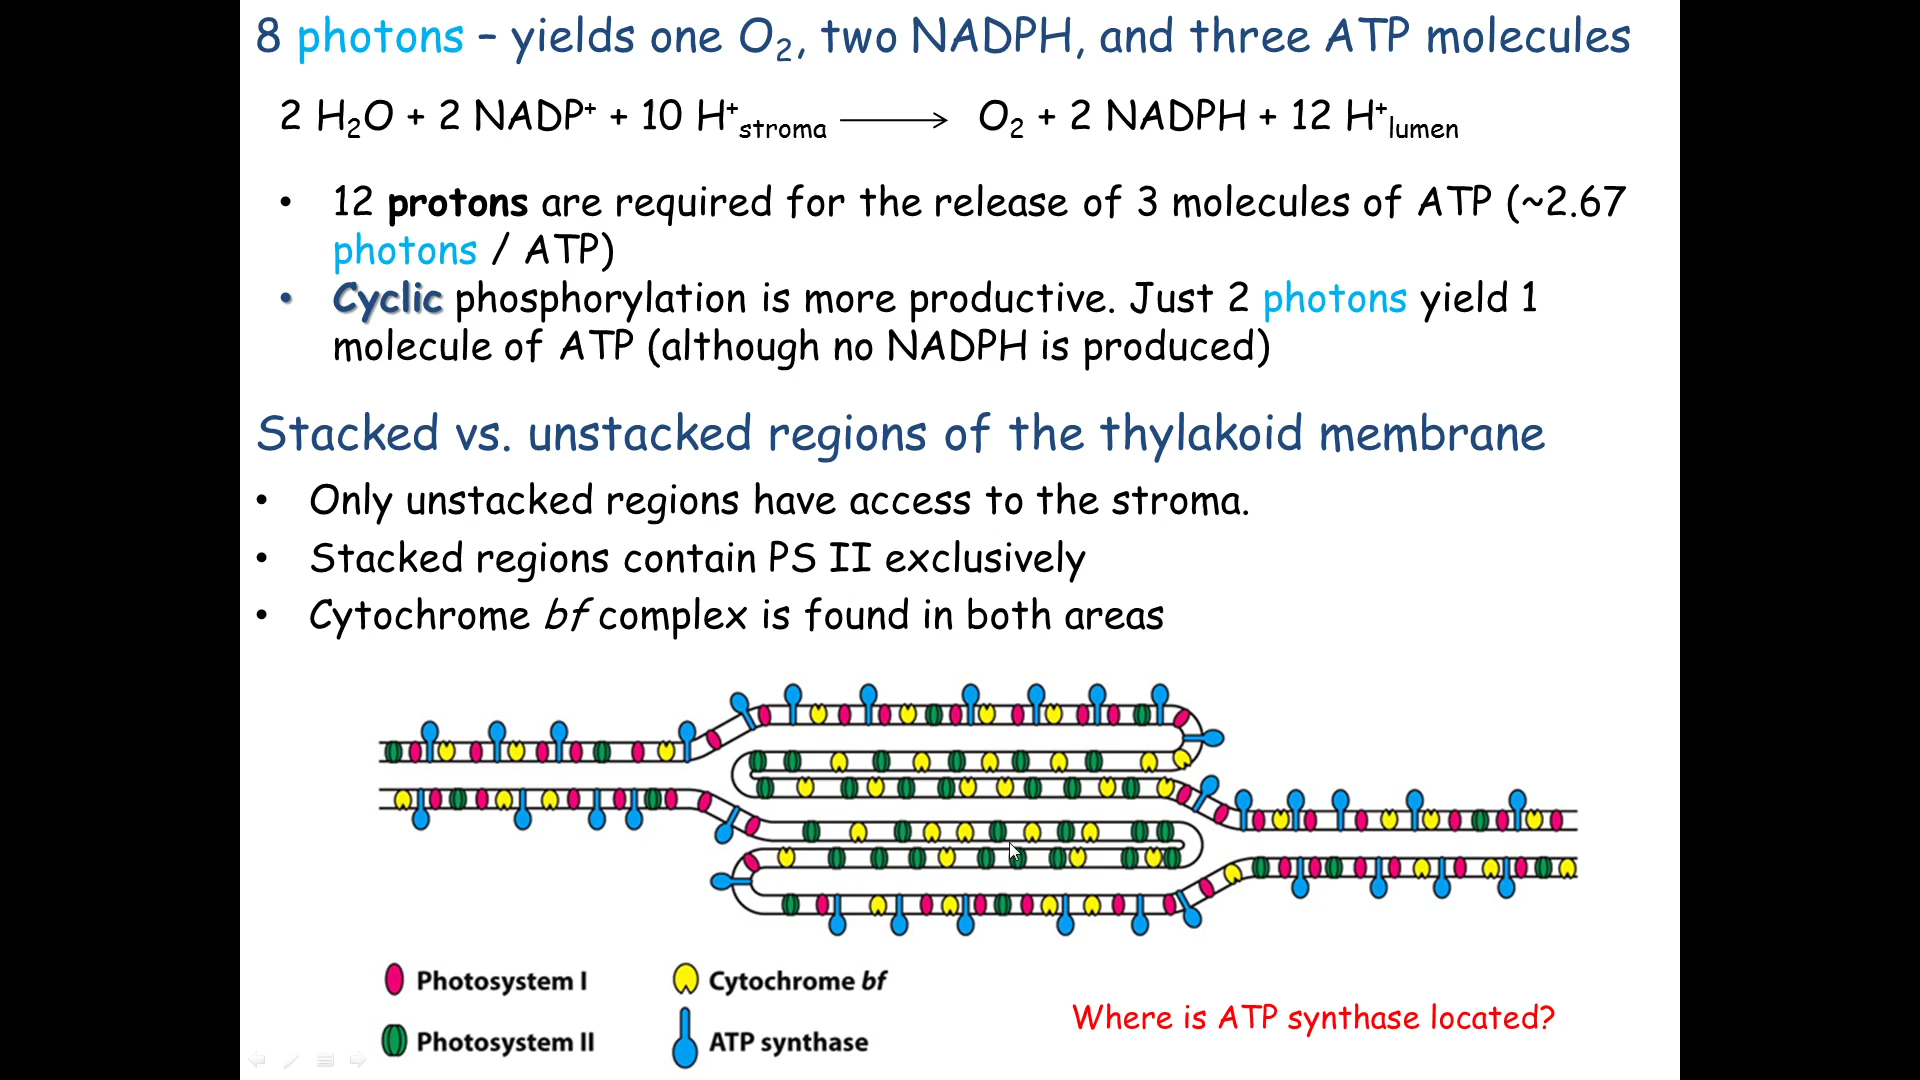 8 photons – yields one O₂, two NADPH, and three ATP molecules
2 H₂O + 2 NADP⁺ + 10 H⁺stroma ⟶ O₂ + 2 NADPH + 12 H⁺lumen
• 12 protons are required for the release of 3 molecules of ATP (~2.67
photons / ATP)
• Cyclic phosphorylation is more productive. Just 2 photons yield 1
molecule of ATP (although no NADPH is produced)
Stacked vs. unstacked regions of the thylakoid membrane
• Only unstacked regions have access to the stroma.
• Stacked regions contain PS II exclusively
• Cytochrome bf complex is found in both areas
Photosystem I
Cytochrome bf
Photosystem II
ATP synthase
Where is ATP synthase located?